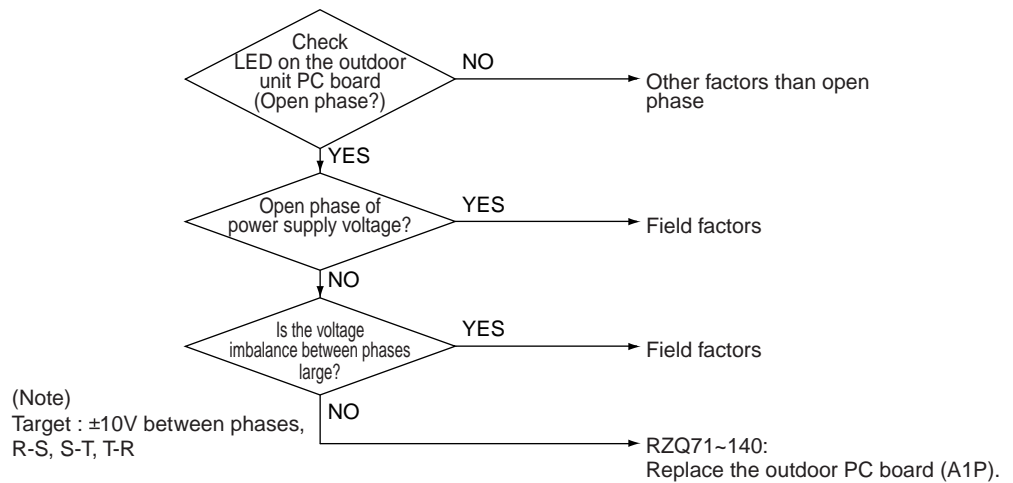 Check
LED on the outdoor
unit PC board
(Open phase?)
NO
Other factors than open
phase
YES
Open phase of
power supply voltage?
YES
Field factors
NO
Is the voltage
imbalance between phases
large?
YES
Field factors
(Note)
Target : ±10V between phases,
R-S, S-T, T-R
NO
RZQ71~140:
Replace the outdoor PC board (A1P).